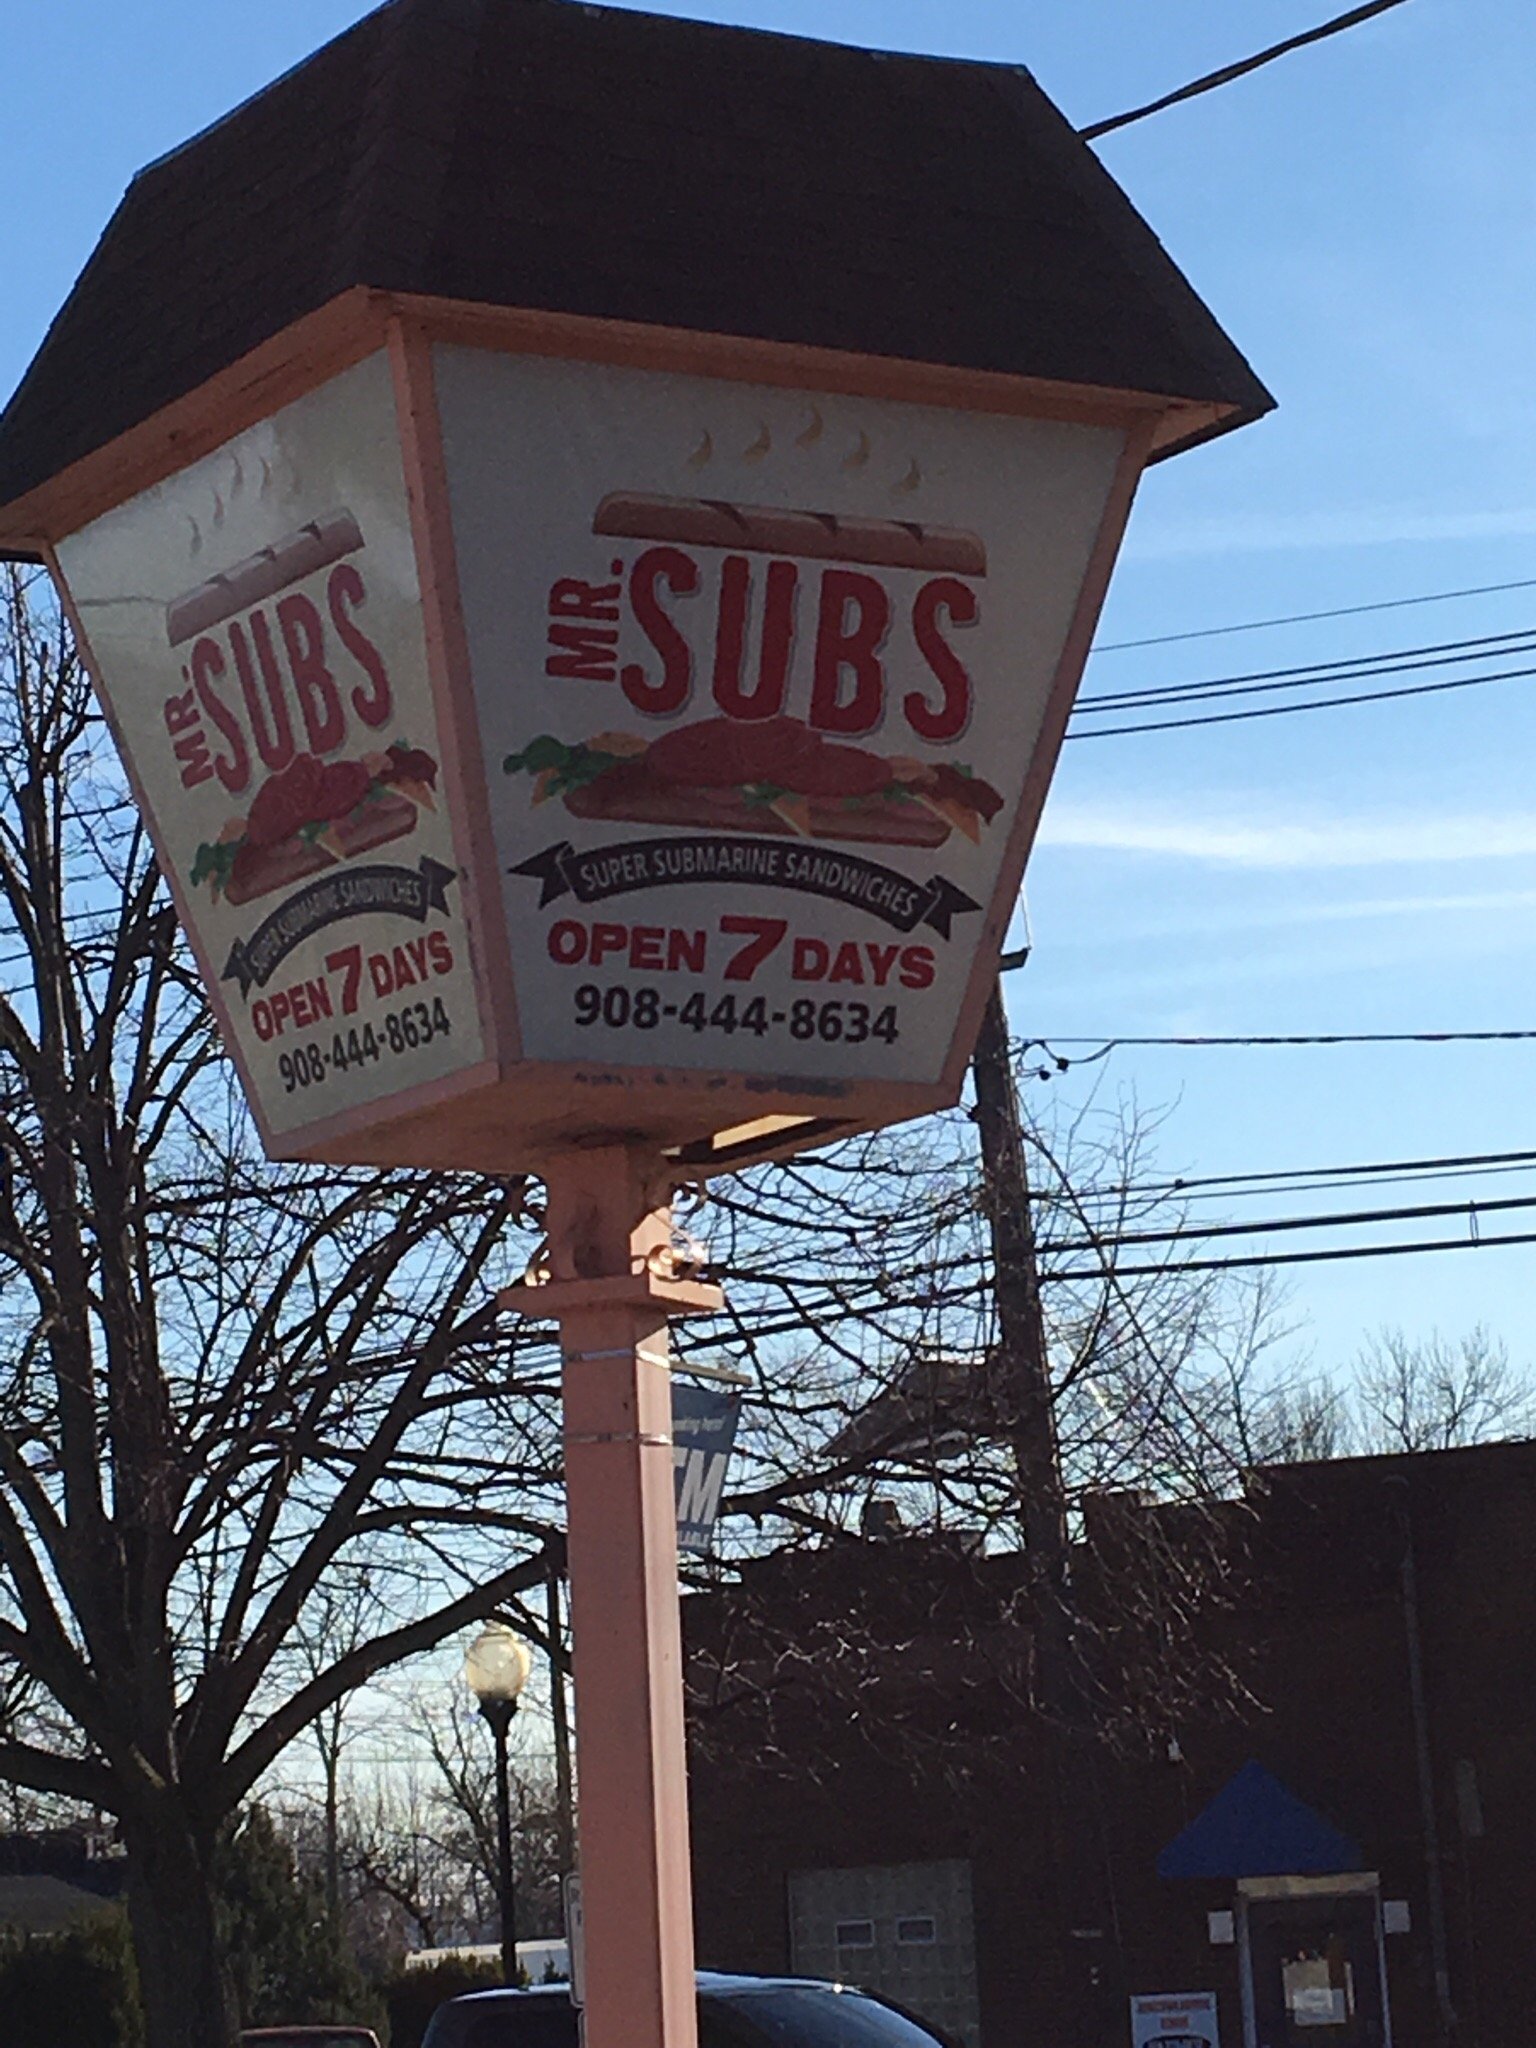 MR. SUBS
SUPER SUBMARINE SANDWICHES
OPEN 7 DAYS
908-444-8634
MR. SUBS
SUPER SUBMARINE SANDWICHES
OPEN 7 DAYS
908-444-8634
TM